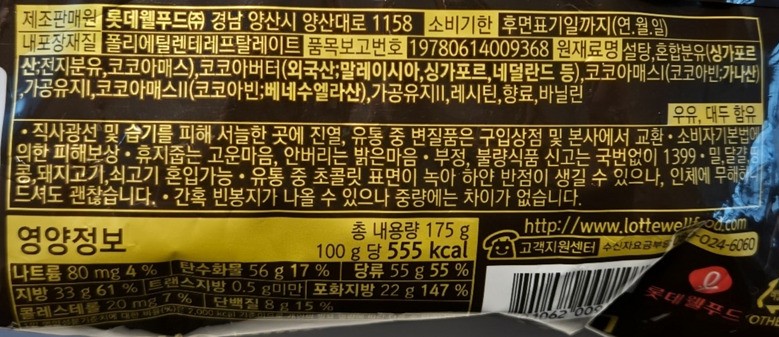 제조판매원 롯데웰푸드㈜ 경남 양산시 양산대로 1158 소비기한 후면표기일까지(연.월.일)
내포장재질 폴리에틸렌테레프탈레이트 품목보고번호 19780614009368 원재료명 설탕,혼합분유(싱가포르
산;전지분유,코코아매스),코코아버터(외국산;말레이시아,싱가포르,네덜란드 등),코코아매스I(코코아빈;가나산)
,가공유지I,코코아매스II(코코아빈;베네수엘라산),가공유지II,레시틴,향료,바닐린
우유, 대두 함유
• 직사광선 및 습기를 피해 서늘한 곳에 진열, 유통 중 변질품은 구입상점 및 본사에서 교환 • 소비자기본법에
의한 피해보상 • 휴지줍는 고운마음, 안버리는 밝은마음 • 부정, 불량식품 신고는 국번없이 1399 • 밀,달걀,땅
콩,돼지고기,쇠고기 혼입가능 • 유통 중 초콜릿 표면이 녹아 하얀 반점이 생길 수 있으나, 인체에 무해하
드셔도 괜찮습니다. • 간혹 빈봉지가 나올 수 있으나 중량에는 차이가 없습니다.
영양정보 총 내용량 175 g
100 g 당 555 kcal
나트륨 80 mg 4 % 탄수화물 56 g 17 % 당류 55 g 55 %
지방 33 g 61 % 트랜스지방 0.5 g미만 포화지방 22 g 147 %
콜레스테롤 20 mg 7 % 단백질 8 g 15 %
http://www.lottewellfood.com
고객지원센터 수신자요금부담 024-6060
롯데웰푸드